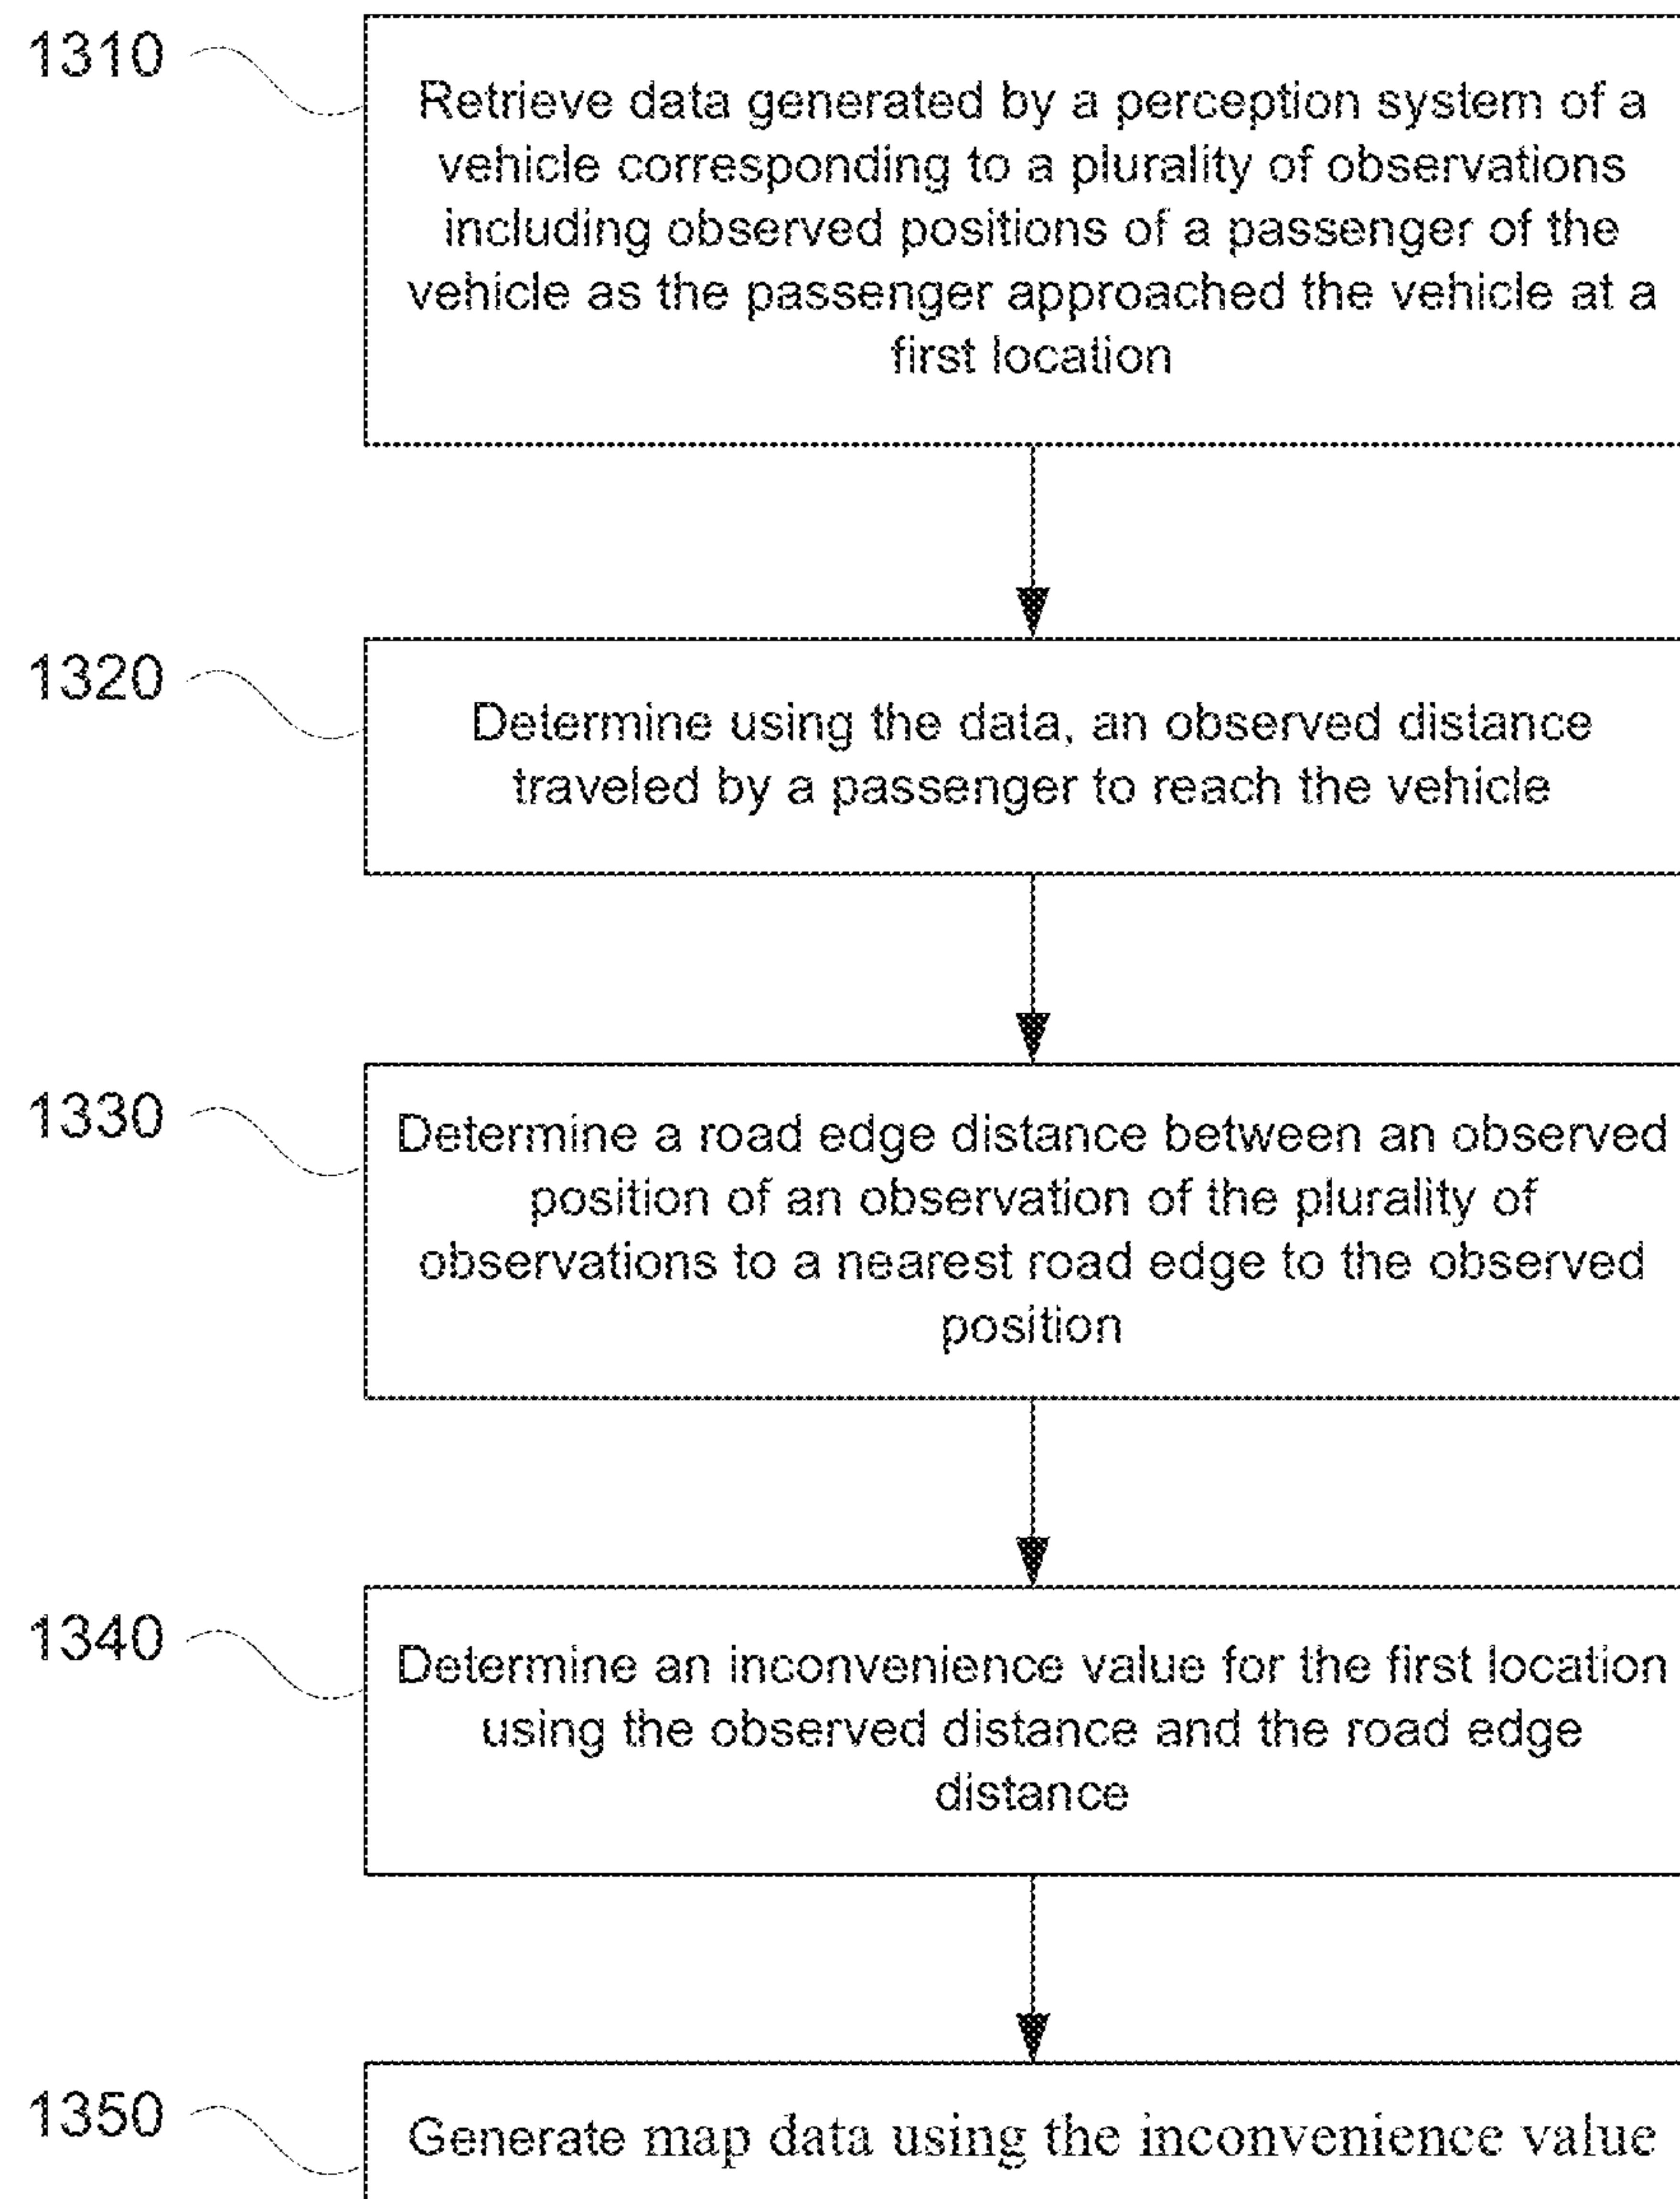 1310
Retrieve data generated by a perception system of a
vehicle corresponding to a plurality of observations
including observed positions of a passenger of the
vehicle as the passenger approached the vehicle at a
first location
1320
Determine using the data, an observed distance
traveled by a passenger to reach the vehicle
1330
Determine a road edge distance between an observed
position of an observation of the plurality of
observations to a nearest road edge to the observed
position
1340
Determine an inconvenience value for the first location
using the observed distance and the road edge
distance
1350
Generate map data using the inconvenience value